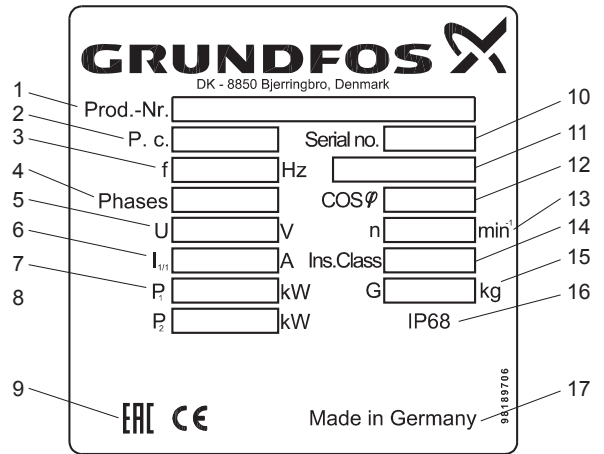 GRUNDFOS
DK - 8850 Bjerringbro, Denmark
1 Prod.-Nr.
2 P. c. Serial no. 10
3 f Hz 11
4 Phases COSφ 12
5 U V n min-1 13
6 I1/1 A Ins.Class 14
7 P1 kW G kg 15
8 P2 kW IP68 16
9 EAC CE Made in Germany 17
98189706